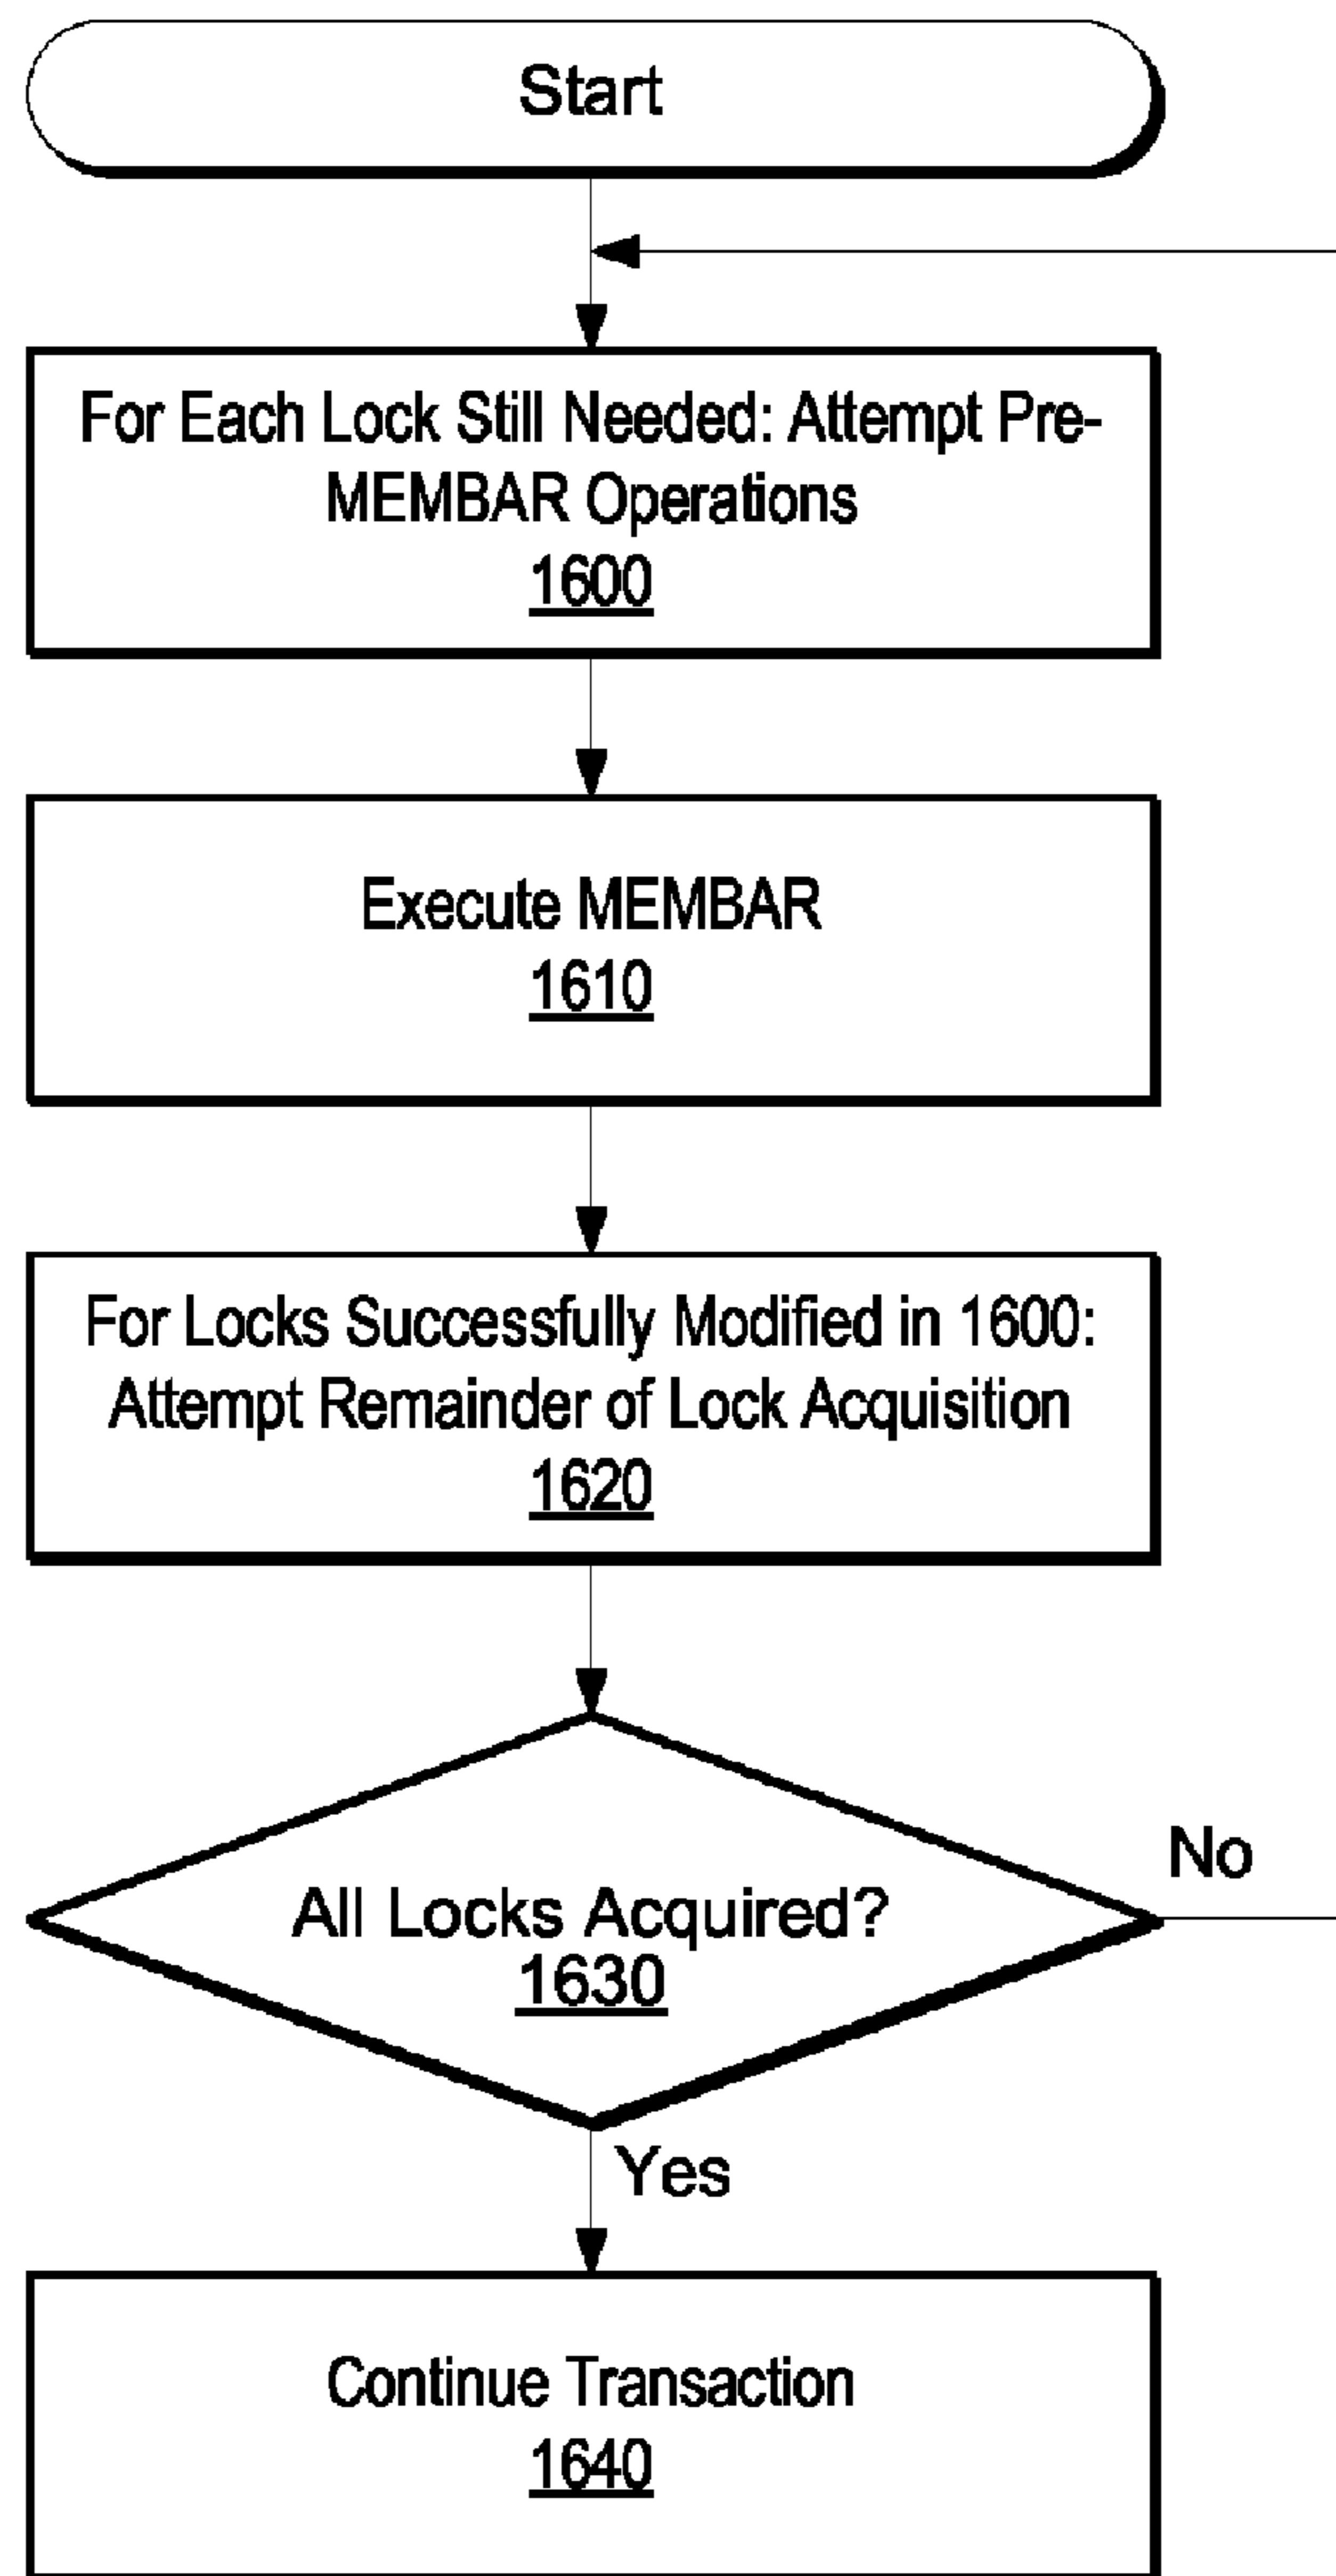 Start
For Each Lock Still Needed: Attempt Pre-
MEMBAR Operations
1600
Execute MEMBAR
1610
For Locks Successfully Modified in 1600:
Attempt Remainder of Lock Acquisition
1620
All Locks Acquired?
1630
No
Yes
Continue Transaction
1640